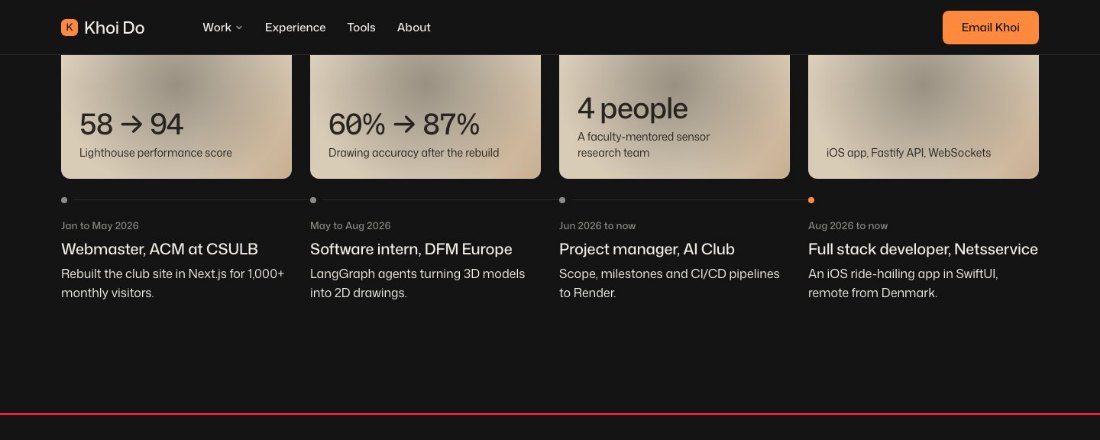 K Khoi Do
Work
Experience
Tools
About
Email Khoi
58 → 94
Lighthouse performance score
60% → 87%
Drawing accuracy after the rebuild
4 people
A faculty-mentored sensor
research team
iOS app, Fastify API, WebSockets
Jan to May 2026
Webmaster, ACM at CSULB
Rebuilt the club site in Next.js for 1,000+
monthly visitors.
May to Aug 2026
Software intern, DFM Europe
LangGraph agents turning 3D models
into 2D drawings.
Jun 2026 to now
Project manager, AI Club
Scope, milestones and CI/CD pipelines
to Render.
Aug 2026 to now
Full stack developer, Netsservice
An iOS ride-hailing app in SwiftUI,
remote from Denmark.